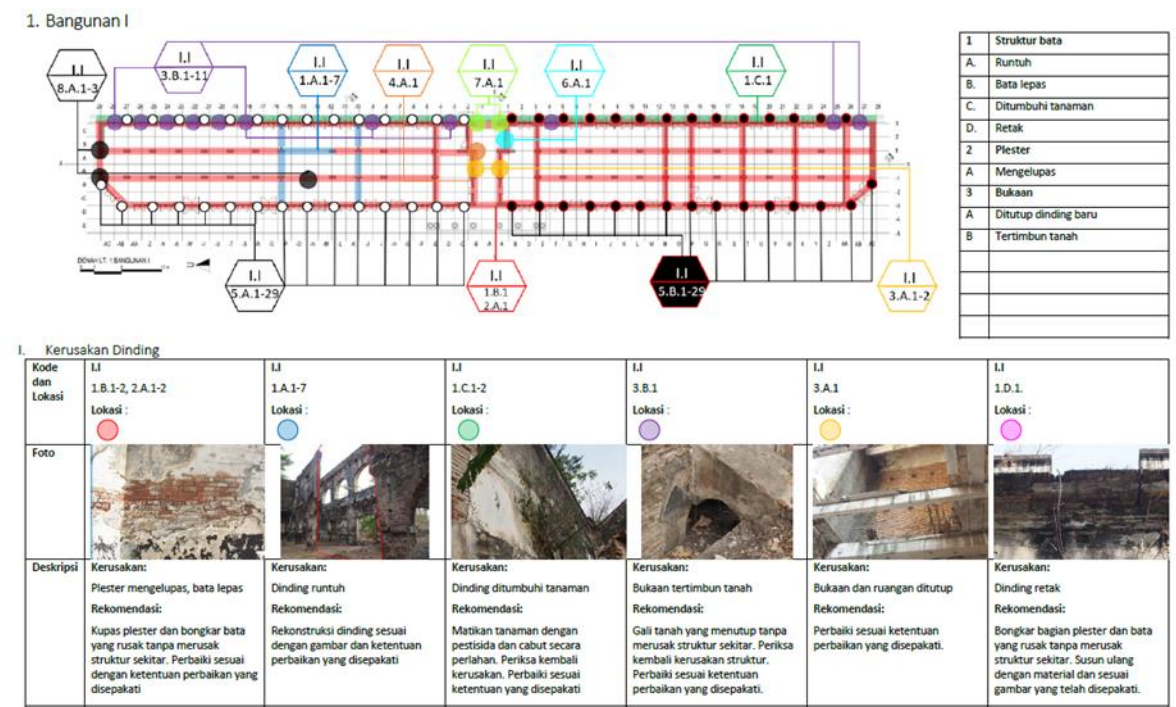 1. Bangunan I
I.I
8.A.1-3
I.I
3.B.1-11
I.I
1.A.1-7
I.I
4.A.1
I.I
7.A.1
I.I
6.A.1
I.I
1.C.1
1 Struktur bata
A. Runtuh
B. Bata lepas
C. Ditumbuhi tanaman
D. Retak
2 Plester
A Mengelupas
3 Bukaan
A Ditutup dinding baru
B Tertimbun tanah
DENAH LT. 1 BANGUNAN I
I.I
5.A.1-29
I.I
1.B.1
2.A.1
I.I
5.B.1-29
I.I
3.A.1-2
I. Kerusakan Dinding
Kode dan Lokasi
I.I
1.B.1-2, 2.A.1-2
Lokasi :
I.I
1.A.1-7
Lokasi :
I.I
1.C.1-2
Lokasi :
I.I
3.B.1
Lokasi :
I.I
3.A.1
Lokasi :
I.I
1.D.1.
Lokasi :
Foto
Deskripsi
Kerusakan:
Plester mengelupas, bata lepas
Rekomendasi:
Kupas plester dan bongkar bata
yang rusak tanpa merusak
struktur sekitar. Perbaiki sesuai
dengan ketentuan perbaikan yang
disepakati
Kerusakan:
Dinding runtuh
Rekomendasi:
Rekonstruksi dinding sesuai
dengan gambar dan ketentuan
perbaikan yang disepakati
Kerusakan:
Dinding ditumbuhi tanaman
Rekomendasi:
Matikan tanaman dengan
pestisida dan cabut secara
perlahan. Periksa kembali
kerusakan. Perbaiki sesuai
ketentuan yang disepakati
Kerusakan:
Bukaan tertimbun tanah
Rekomendasi:
Gali tanah yang menutup tanpa
merusak struktur sekitar. Periksa
kembali kerusakan struktur.
Perbaiki sesuai ketentuan
perbaikan yang disepakati.
Kerusakan:
Bukaan dan ruangan ditutup
Rekomendasi:
Perbaiki sesuai ketentuan
perbaikan yang disepakati.
Kerusakan:
Dinding retak
Rekomendasi:
Bongkar bagian plester dan bata
yang rusak tanpa merusak
struktur sekitar. Susun ulang
dengan material dan sesuai
gambar yang telah disepakati.